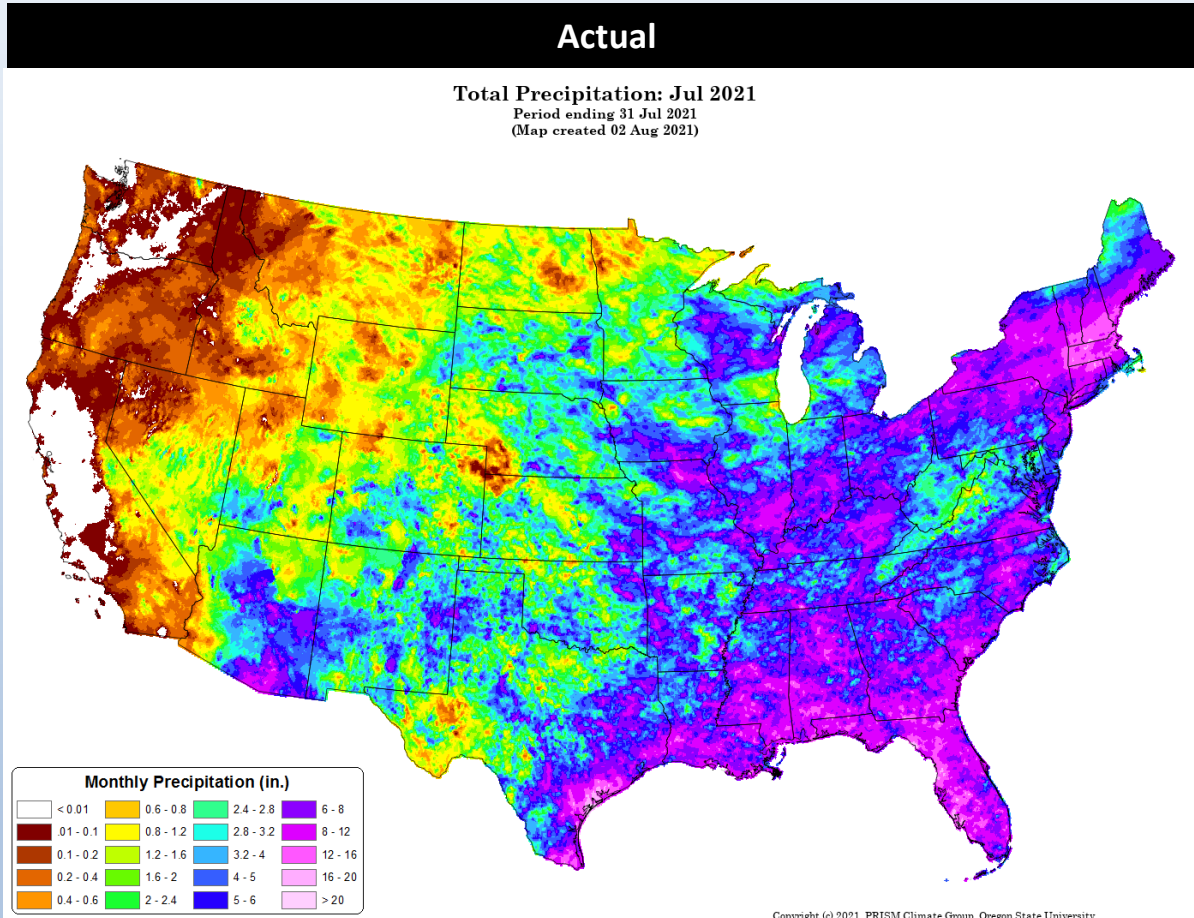 Actual
Total Precipitation: Jul 2021
Period ending 31 Jul 2021
(Map created 02 Aug 2021)
Monthly Precipitation (in.)
< 0.01
.01 - 0.1
0.1 - 0.2
0.2 - 0.4
0.4 - 0.6
0.6 - 0.8
0.8 - 1.2
1.2 - 1.6
1.6 - 2
2 - 2.4
2.4 - 2.8
2.8 - 3.2
3.2 - 4
4 - 5
5 - 6
6 - 8
8 - 12
12 - 16
16 - 20
> 20
Copyright (c) 2021, PRISM Climate Group, Oregon State University